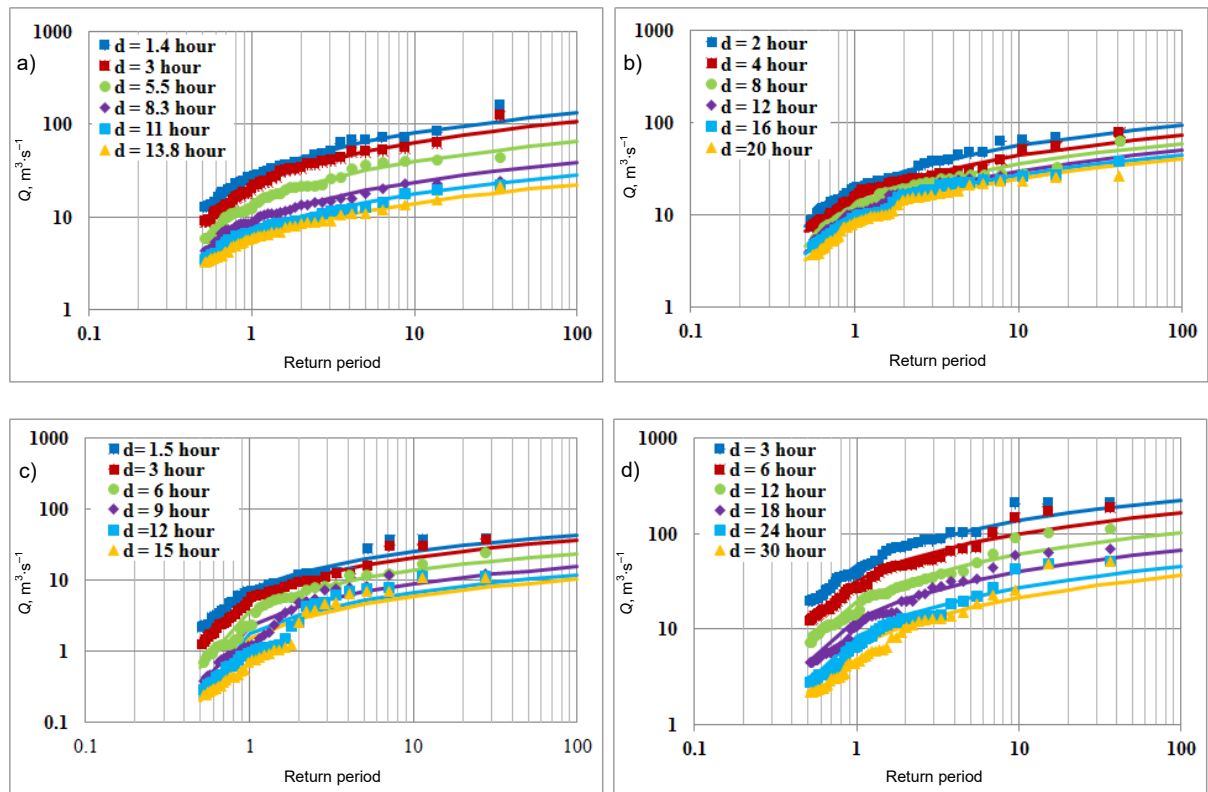 a)
1000
100
10
1
0.1
1
10
100
Q, m³·s⁻¹
Return period
d = 1.4 hour
d = 3 hour
d = 5.5 hour
d = 8.3 hour
d = 11 hour
d = 13.8 hour
b)
1000
100
10
1
0.1
1
10
100
Q, m³·s⁻¹
Return period
d = 2 hour
d = 4 hour
d = 8 hour
d = 12 hour
d = 16 hour
d =20 hour
c)
1000
100
10
1
0.1
0.1
1
10
100
Q, m³·s⁻¹
Return period
d= 1.5 hour
d= 3 hour
d = 6 hour
d = 9 hour
d =12 hour
d = 15 hour
d)
1000
100
10
1
0.1
1
10
100
Q, m³·s⁻¹
Return period
d = 3 hour
d = 6 hour
d = 12 hour
d = 18 hour
d = 24 hour
d = 30 hour